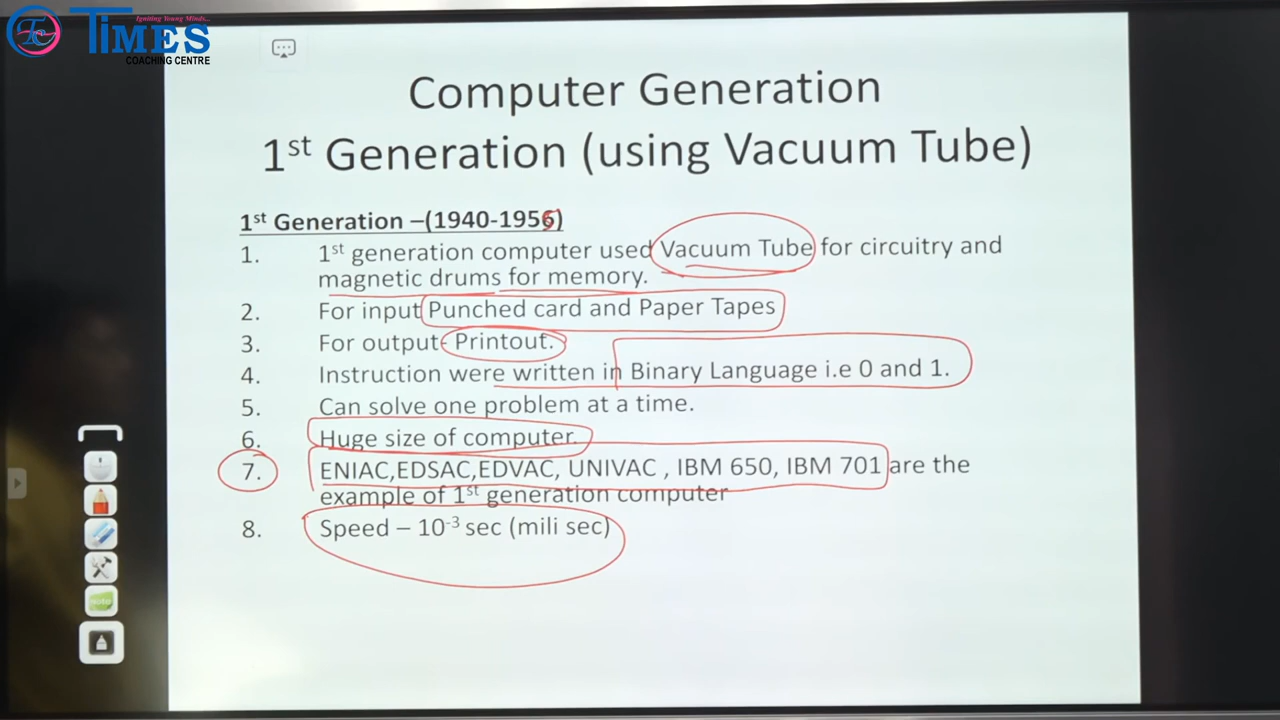 Igniting Young Minds...
TC
TIMES
COACHING CENTRE
Computer Generation
1st Generation (using Vacuum Tube)
1st Generation –(1940-1956)
1. 1st generation computer used Vacuum Tube for circuitry and
magnetic drums for memory.
2. For input Punched card and Paper Tapes
3. For output- Printout.
4. Instruction were written in Binary Language i.e 0 and 1.
5. Can solve one problem at a time.
6. Huge size of computer.
7. ENIAC,EDSAC,EDVAC, UNIVAC , IBM 650, IBM 701 are the
example of 1st generation computer
8. Speed – 10-3 sec (mili sec)